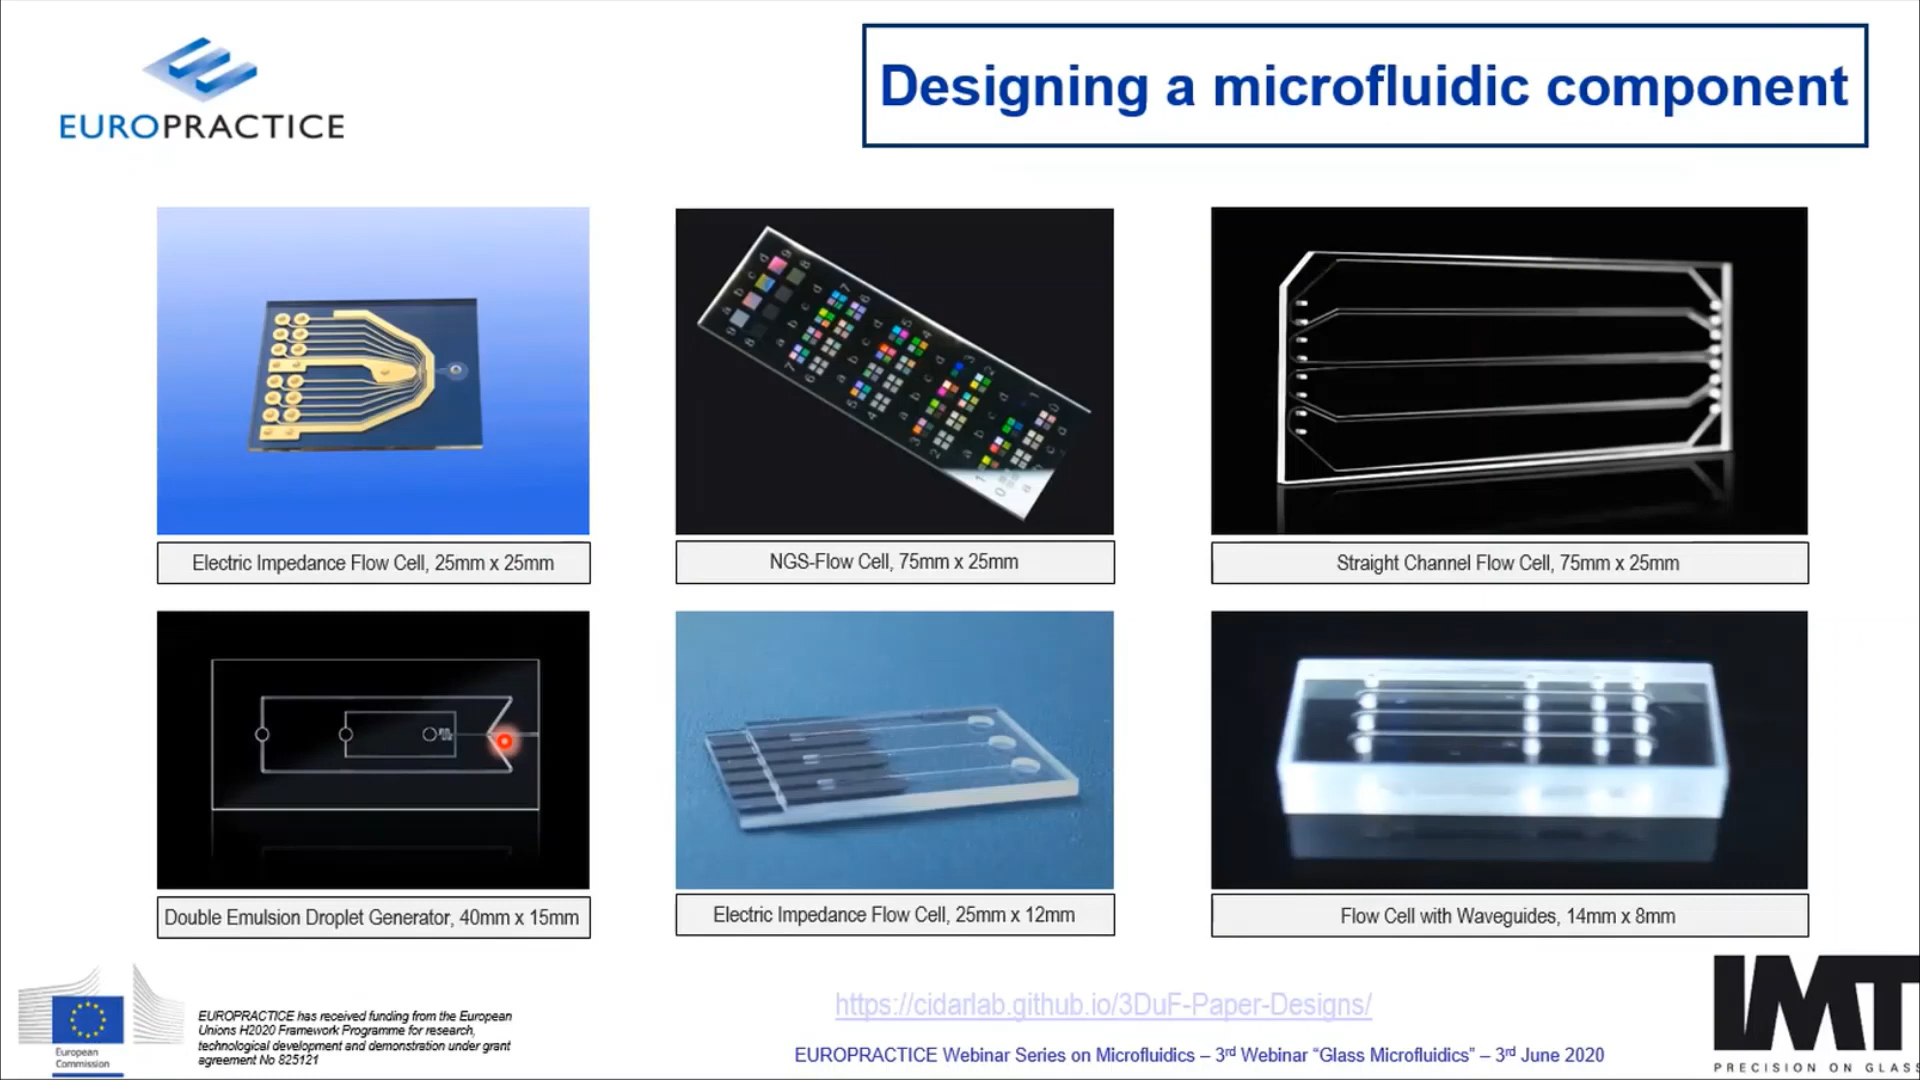 EUROPRACTICE
Designing a microfluidic component
Electric Impedance Flow Cell, 25mm x 25mm
NGS-Flow Cell, 75mm x 25mm
Straight Channel Flow Cell, 75mm x 25mm
Double Emulsion Droplet Generator, 40mm x 15mm
Electric Impedance Flow Cell, 25mm x 12mm
Flow Cell with Waveguides, 14mm x 8mm
European
Commission
EUROPRACTICE has received funding from the European
Unions H2020 Framework Programme for research,
technological development and demonstration under grant
agreement No 825121
https://cidarlab.github.io/3DuF-Paper-Designs/
EUROPRACTICE Webinar Series on Microfluidics – 3rd Webinar “Glass Microfluidics” – 3rd June 2020
IMT
PRECISION ON GLASS